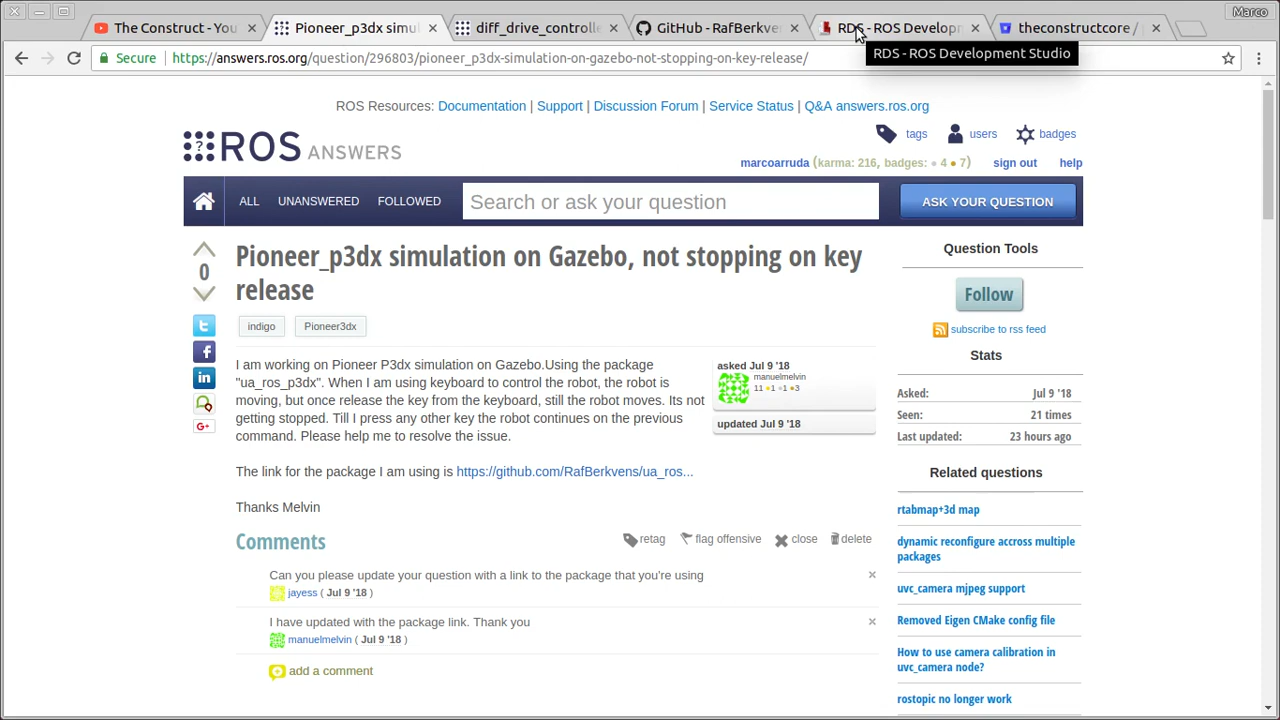 Marco
The Construct - You
Pioneer_p3dx simul
diff_drive_controlle
GitHub - RafBerkve
RDS - ROS Developm
theconstructcore /
RDS - ROS Development Studio
Secure
https://answers.ros.org/question/296803/pioneer_p3dx-simulation-on-gazebo-not-stopping-on-key-release/
ROS Resources: Documentation | Support | Discussion Forum | Service Status | Q&A answers.ros.org
ROS ANSWERS
tags users badges
marcoarruda (karma: 216, badges: ● 4 ● 7) sign out help
ALL UNANSWERED FOLLOWED Search or ask your question ASK YOUR QUESTION
Pioneer_p3dx simulation on Gazebo, not stopping on key
release
0
indigo Pioneer3dx
I am working on Pioneer P3dx simulation on Gazebo.Using the package
"ua_ros_p3dx". When I am using keyboard to control the robot, the robot is
moving, but once release the key from the keyboard, still the robot moves. Its not
getting stopped. Till I press any other key the robot continues on the previous
command. Please help me to resolve the issue.
asked Jul 9 '18
manuelmelvin
11 ●1 ●1 ●3
updated Jul 9 '18
The link for the package I am using is https://github.com/RafBerkvens/ua_ros...
Thanks Melvin
Comments
retag flag offensive close delete
Can you please update your question with a link to the package that you're using
jayess ( Jul 9 '18 )
I have updated with the package link. Thank you
manuelmelvin ( Jul 9 '18 )
add a comment
Question Tools
Follow
subscribe to rss feed
Stats
Asked: Jul 9 '18
Seen: 21 times
Last updated: 23 hours ago
Related questions
rtabmap+3d map
dynamic reconfigure accross multiple
packages
uvc_camera mjpeg support
Removed Eigen CMake config file
How to use camera calibration in
uvc_camera node?
rostopic no longer work